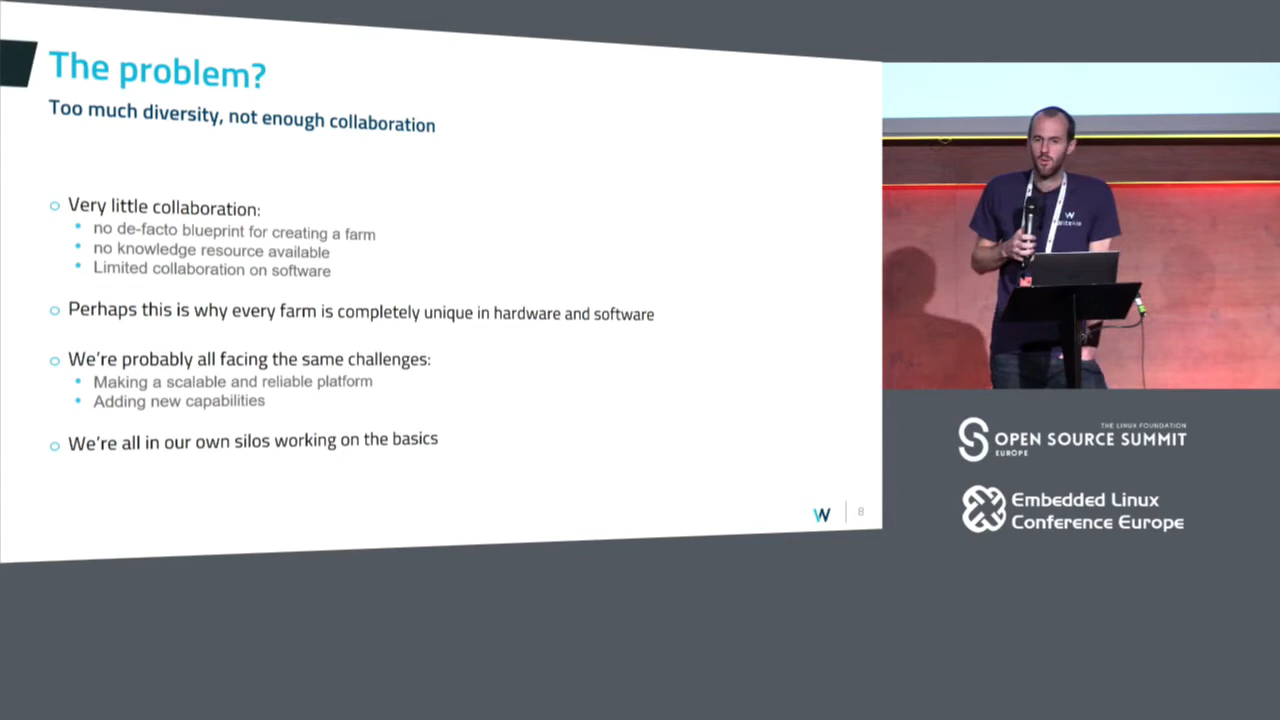 The problem?
Too much diversity, not enough collaboration
Very little collaboration:
no de-facto blueprint for creating a farm
no knowledge resource available
Limited collaboration on software
Perhaps this is why every farm is completely unique in hardware and software
We're probably all facing the same challenges:
Making a scalable and reliable platform
Adding new capabilities
We're all in our own silos working on the basics
W
8
W
THE LINUX FOUNDATION
OPEN SOURCE SUMMIT
EUROPE
Embedded Linux
Conference Europe